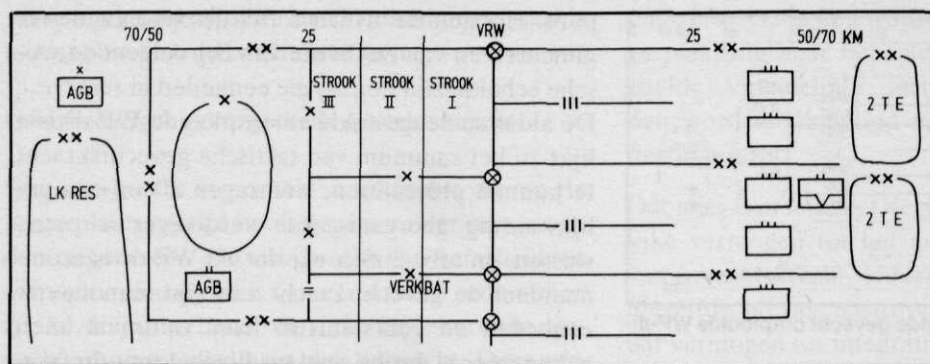 70/50
25
VRW
25
50/70 KM
STROOK III
STROOK II
STROOK I
AGB
LK RES
AGB
VERKBAT
2 TE
2 TE